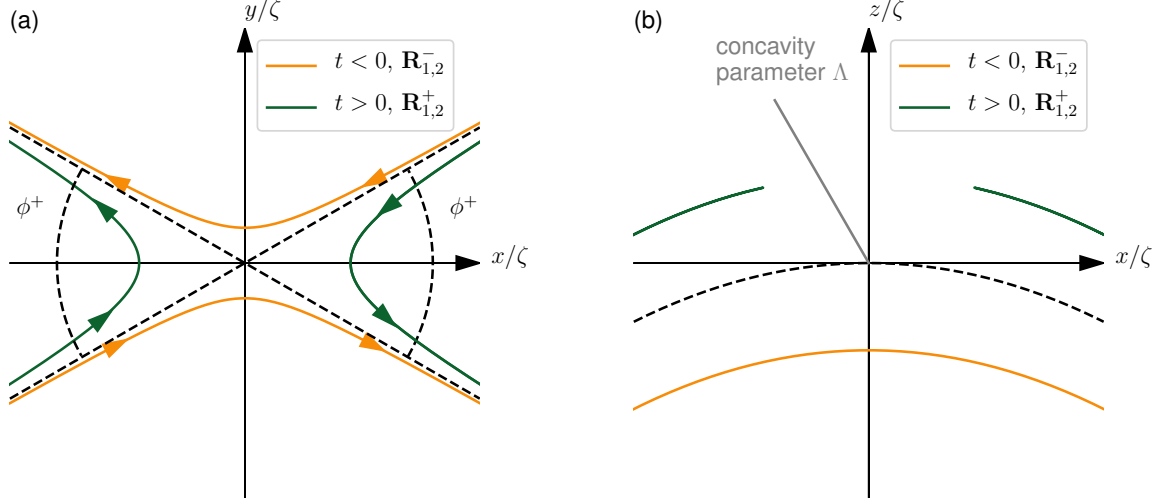 (a)
y/ζ
t < 0, R⁻₁,₂
t > 0, R⁺₁,₂
ϕ⁺
ϕ⁺
x/ζ
(b)
z/ζ
concavity
parameter Λ
t < 0, R⁻₁,₂
t > 0, R⁺₁,₂
x/ζ